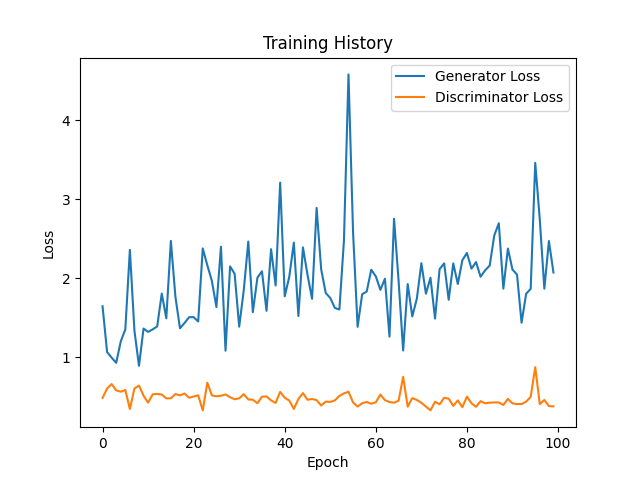 Training History
Generator Loss
Discriminator Loss
4
3
2
1
Loss
0 20 40 60 80 100
Epoch